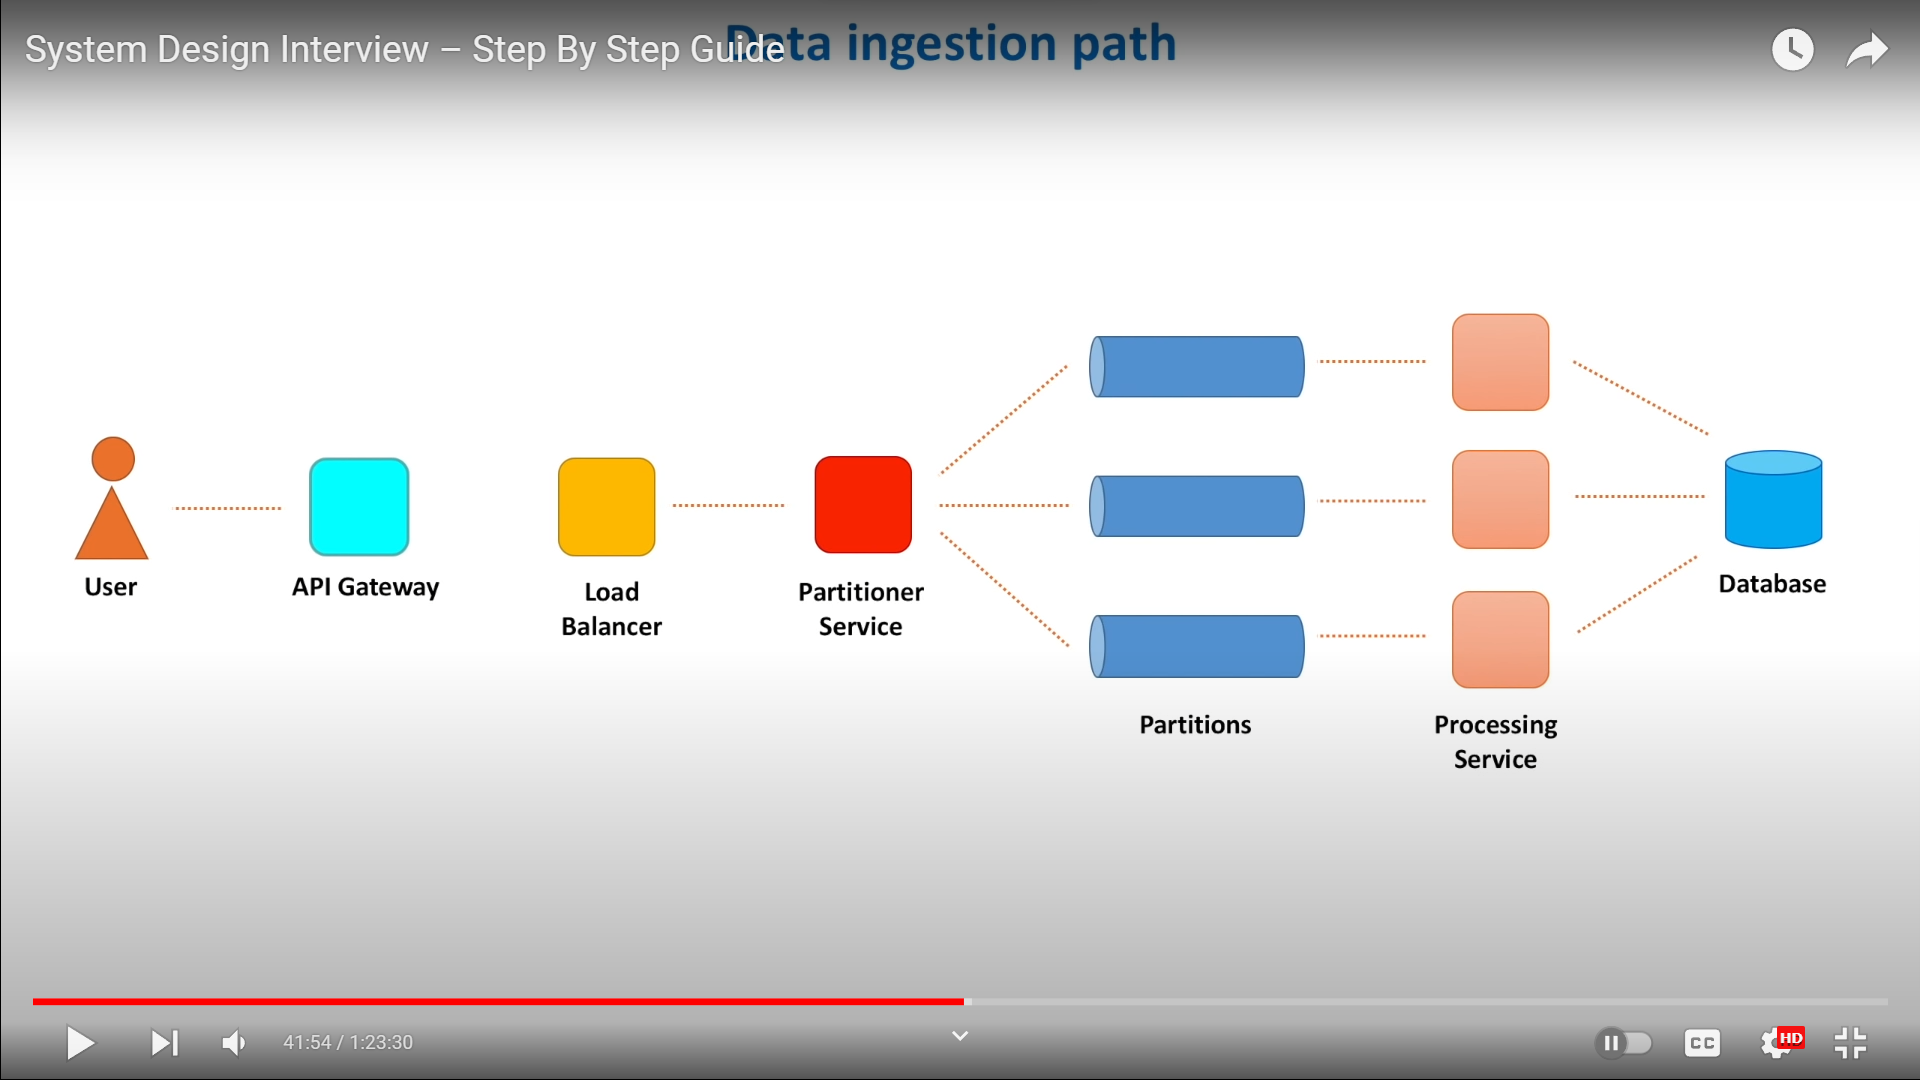 System Design Interview – Step By Step Guide
Data ingestion path
User
API Gateway
Load
Balancer
Partitioner
Service
Partitions
Processing
Service
Database
41:54 / 1:23:30
CC
HD